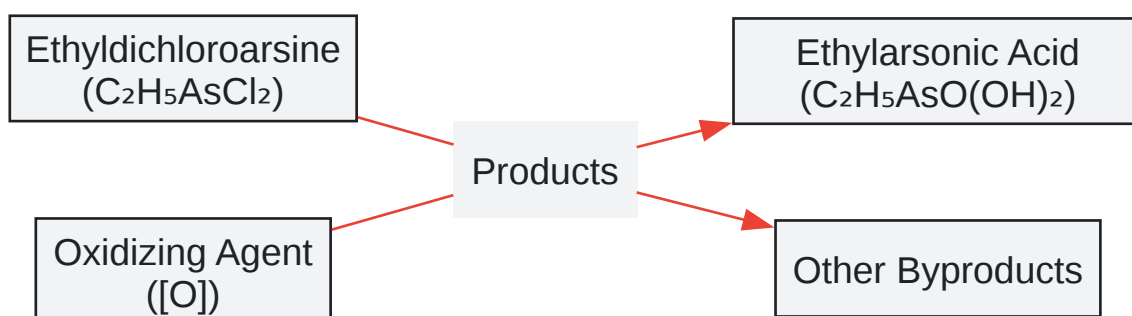 Ethyldichloroarsine
(C₂H₅AsCl₂)
Ethylarsonic Acid
(C₂H₅AsO(OH)₂)
Products
Oxidizing Agent
([O])
Other Byproducts